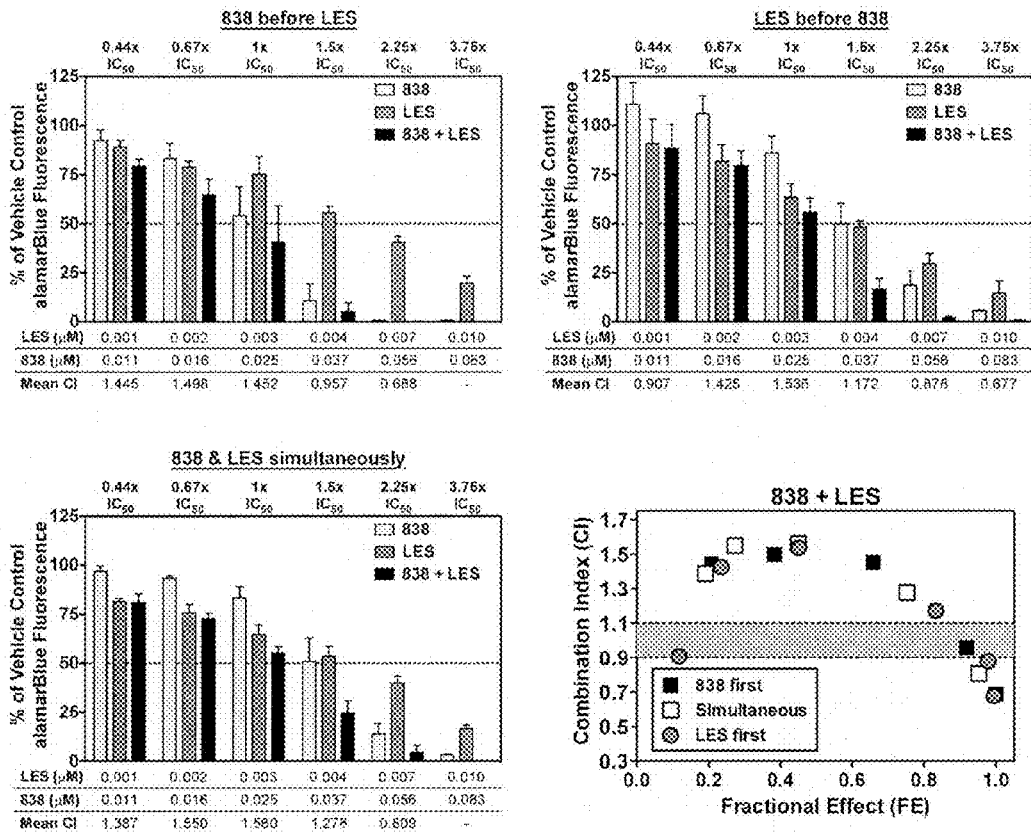 838 before LES
0.44x 0.67x 1x 1.5x 2.25x 3.75x
IC50 IC50 IC50 IC50 IC50 IC50
% of Vehicle Control
alamarBlue Fluorescence
125
100
75
50
25
0
838
LES
838 + LES
LES (µM) 0.001 0.002 0.003 0.004 0.007 0.010
838 (µM) 0.011 0.016 0.025 0.037 0.056 0.083
Mean CI 1.445 1.498 1.452 0.957 0.688 -
LES before 838
0.44x 0.67x 1x 1.5x 2.25x 3.75x
IC50 IC50 IC50 IC50 IC50 IC50
% of Vehicle Control
alamarBlue Fluorescence
125
100
75
50
25
0
838
LES
838 + LES
LES (µM) 0.001 0.002 0.003 0.004 0.007 0.010
838 (µM) 0.011 0.016 0.025 0.037 0.056 0.083
Mean CI 0.907 1.425 1.172 0.876 0.677
838 & LES simultaneously
0.44x 0.67x 1x 1.5x 2.25x 3.75x
IC50 IC50 IC50 IC50 IC50 IC50
% of Vehicle Control
alamarBlue Fluorescence
125
100
75
50
25
0
838
LES
838 + LES
LES (µM) 0.001 0.002 0.003 0.004 0.007 0.010
838 (µM) 0.011 0.016 0.025 0.037 0.056 0.083
Mean CI 1.387 1.550 1.278 0.809 -
838 + LES
Combination Index (CI)
1.7
1.5
1.3
1.1
0.9
0.7
0.5
0.3
838 first
Simultaneous
LES first
0.0 0.2 0.4 0.6 0.8 1.0
Fractional Effect (FE)